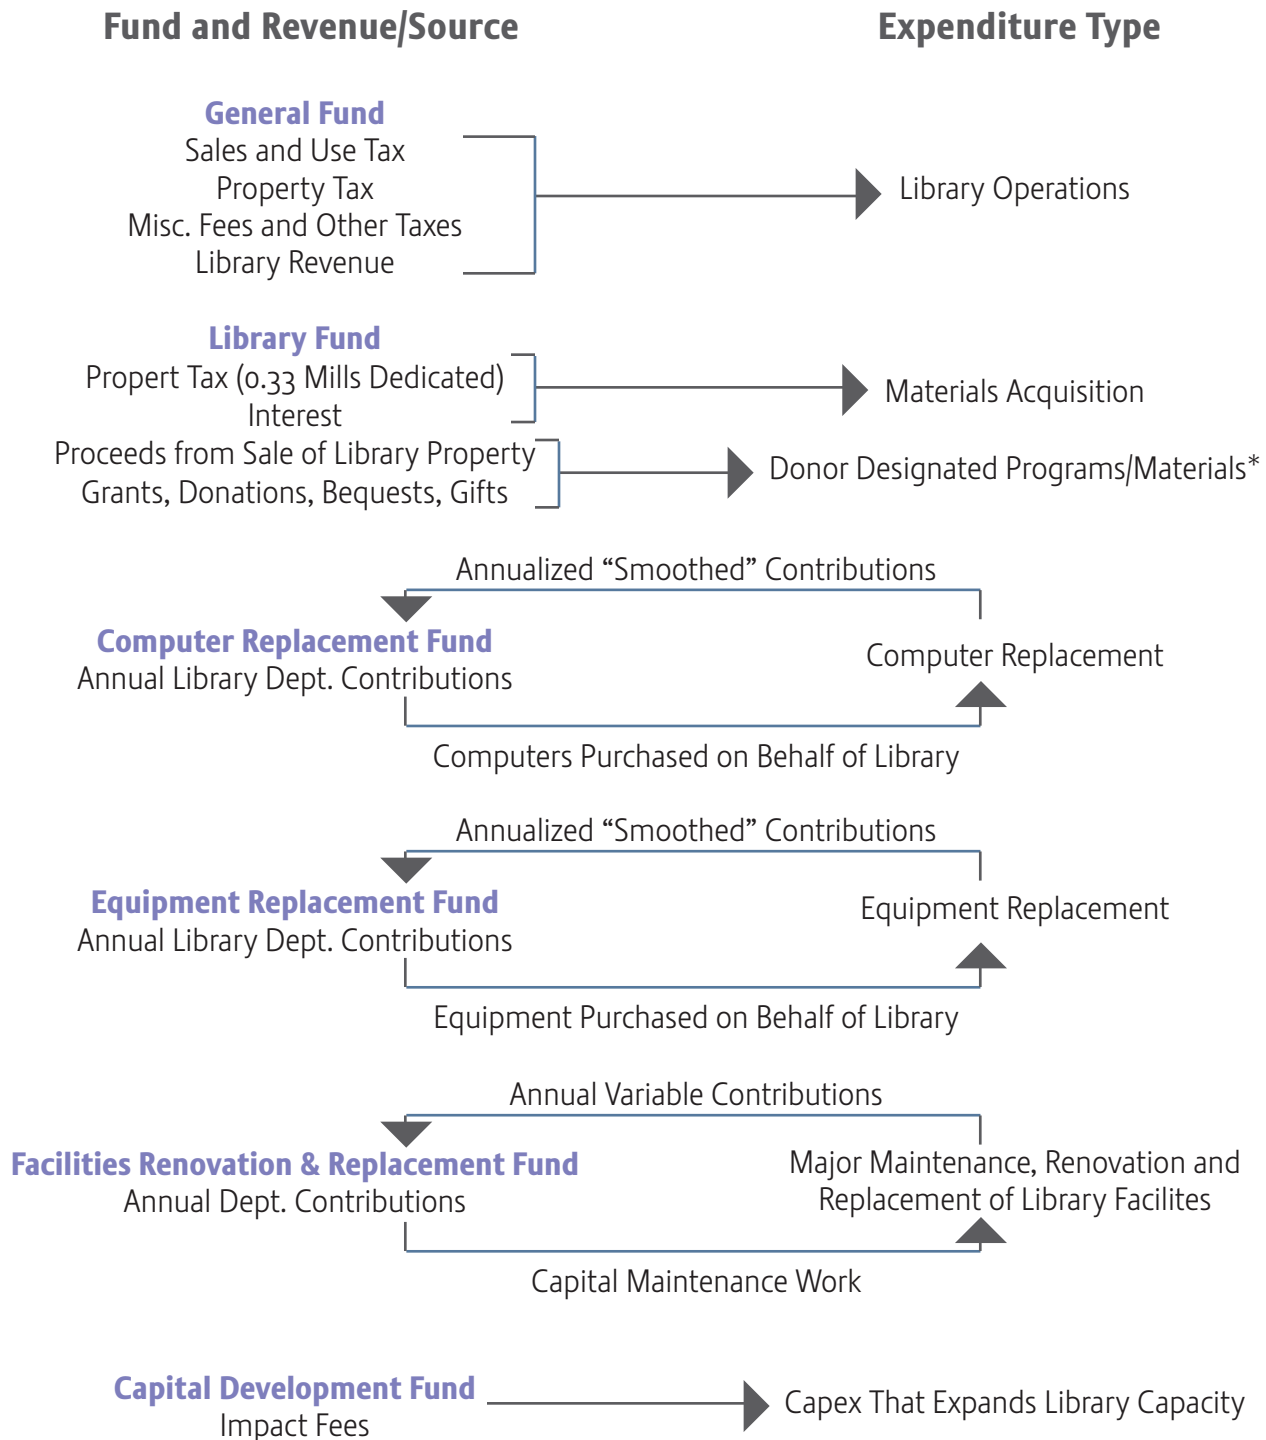 Fund and Revenue/Source
Expenditure Type
General Fund
Sales and Use Tax
Property Tax
Misc. Fees and Other Taxes
Library Revenue
Library Operations
Library Fund
Propert Tax (0.33 Mills Dedicated)
Interest
Materials Acquisition
Proceeds from Sale of Library Property
Grants, Donations, Bequests, Gifts
Donor Designated Programs/Materials*
Annualized “Smoothed” Contributions
Computer Replacement Fund
Annual Library Dept. Contributions
Computer Replacement
Computers Purchased on Behalf of Library
Annualized “Smoothed” Contributions
Equipment Replacement Fund
Annual Library Dept. Contributions
Equipment Replacement
Equipment Purchased on Behalf of Library
Annual Variable Contributions
Facilities Renovation & Replacement Fund
Annual Dept. Contributions
Major Maintenance, Renovation and
Replacement of Library Facilites
Capital Maintenance Work
Capital Development Fund
Impact Fees
Capex That Expands Library Capacity